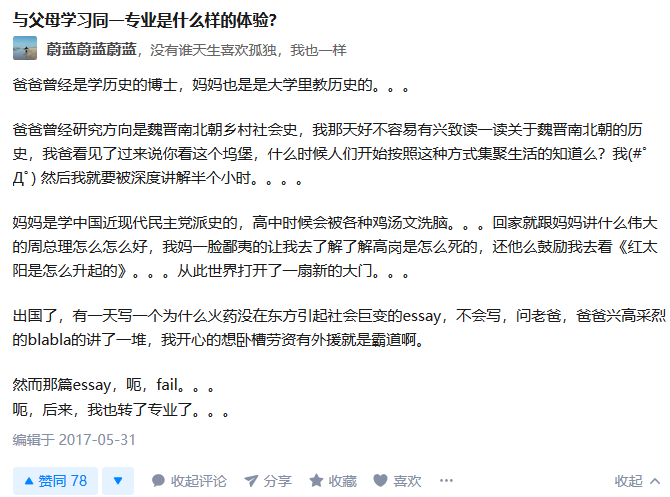 与父母学习同一专业是什么样的体验?
蔚蓝蔚蓝蔚蓝，没有谁天生喜欢孤独，我也一样
爸爸曾经是学历史的博士，妈妈也是是大学里教历史的。。。
爸爸曾经研究方向是魏晋南北朝乡村社会史，我那天好不容易有兴致读一读关于魏晋南北朝的历
史，我爸看见了过来说你看这个坞堡，什么时候人们开始按照这种方式集聚生活的知道么？我(#ﾟ
Дﾟ) 然后我就要被深度讲解半个小时。。。。
妈妈是学中国近现代民主党派史的，高中时候会被各种鸡汤文洗脑。。。回家就跟妈妈讲什么伟大
的周总理怎么怎么好，我妈一脸鄙夷的让我去了解了解高岗是怎么死的，还他么鼓励我去看《红太
阳是怎么升起的》。。。从此世界打开了一扇新的大门。。。
出国了，有一天写一个为什么火药没在东方引起社会巨变的essay，不会写，问老爸，爸爸兴高采烈
的blabla的讲了一堆，我开心的想卧槽劳资有外援就是霸道啊。
然而那篇essay，呃，fail。。。
呃，后来，我也转了专业了。。。
编辑于 2017-05-31
赞同 78 收起评论 分享 收藏 喜欢 收起